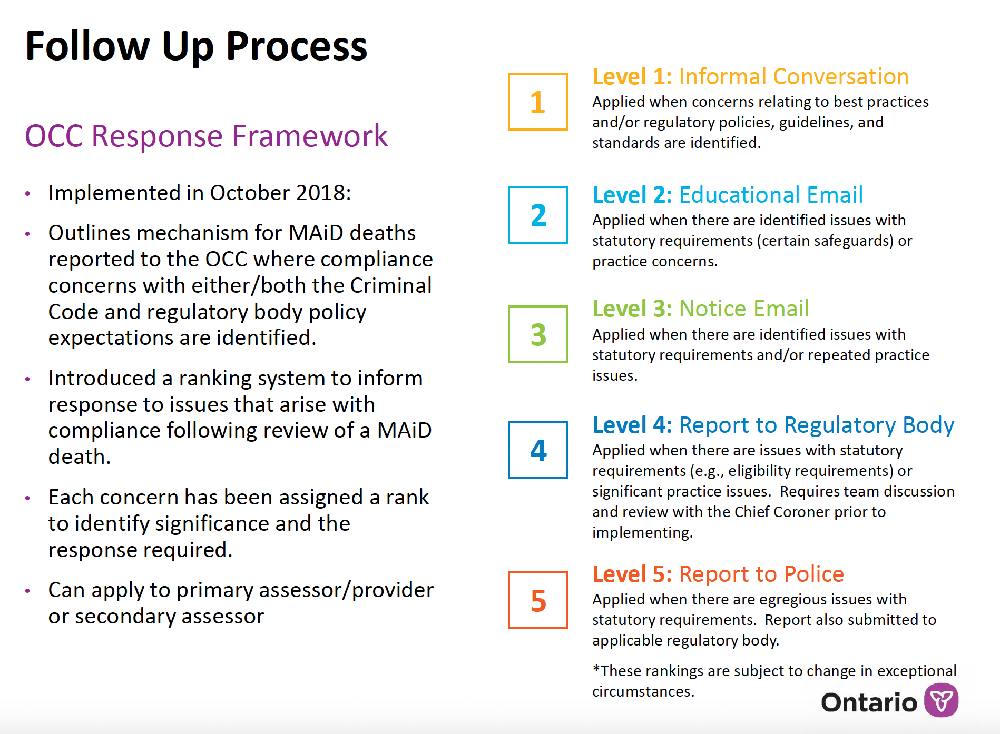 Follow Up Process
OCC Response Framework
• Implemented in October 2018:
• Outlines mechanism for MAiD deaths
reported to the OCC where compliance
concerns with either/both the Criminal
Code and regulatory body policy
expectations are identified.
• Introduced a ranking system to inform
response to issues that arise with
compliance following review of a MAiD
death.
• Each concern has been assigned a rank
to identify significance and the
response required.
• Can apply to primary assessor/provider
or secondary assessor
1
Level 1: Informal Conversation
Applied when concerns relating to best practices
and/or regulatory policies, guidelines, and
standards are identified.
2
Level 2: Educational Email
Applied when there are identified issues with
statutory requirements (certain safeguards) or
practice concerns.
3
Level 3: Notice Email
Applied when there are identified issues with
statutory requirements and/or repeated practice
issues.
4
Level 4: Report to Regulatory Body
Applied when there are issues with statutory
requirements (e.g., eligibility requirements) or
significant practice issues.  Requires team discussion
and review with the Chief Coroner prior to
implementing.
5
Level 5: Report to Police
Applied when there are egregious issues with
statutory requirements.  Report also submitted to
applicable regulatory body.
*These rankings are subject to change in exceptional
circumstances.
Ontario